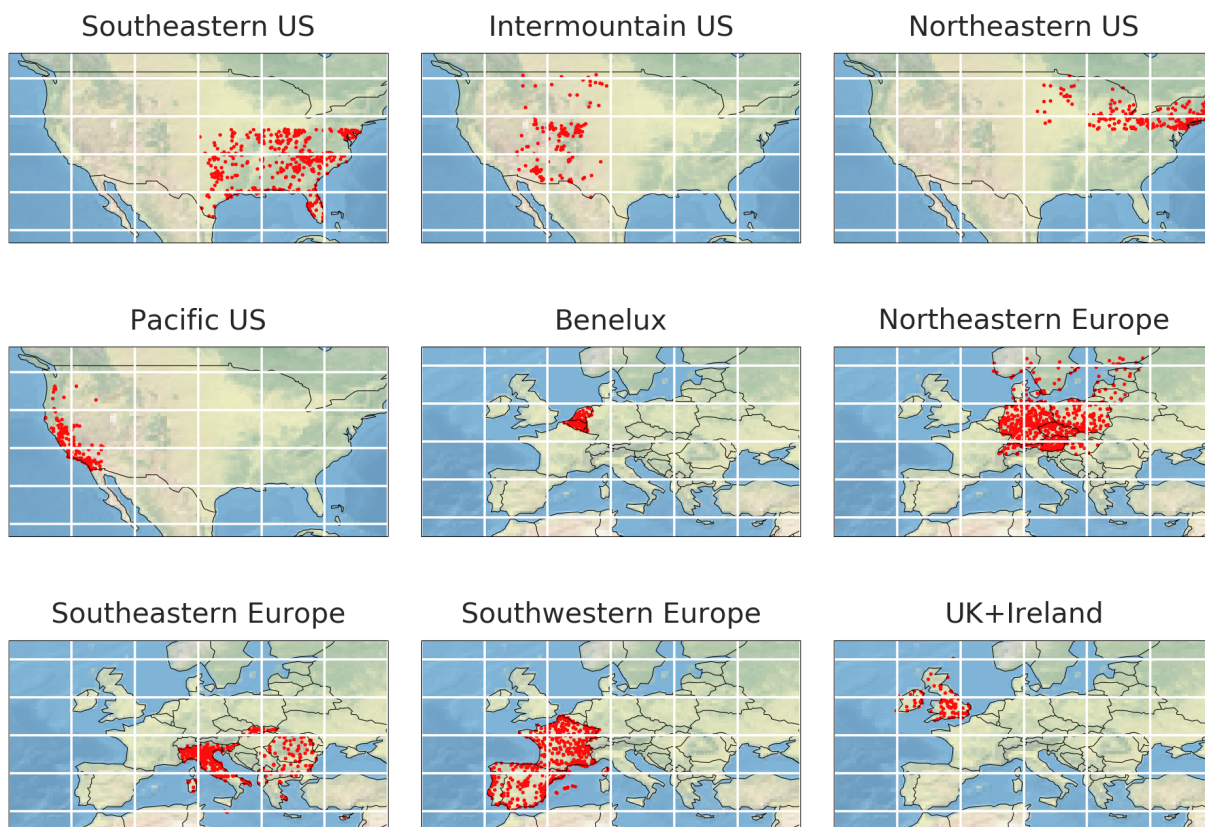 Southeastern US
Intermountain US
Northeastern US
Pacific US
Benelux
Northeastern Europe
Southeastern Europe
Southwestern Europe
UK+Ireland